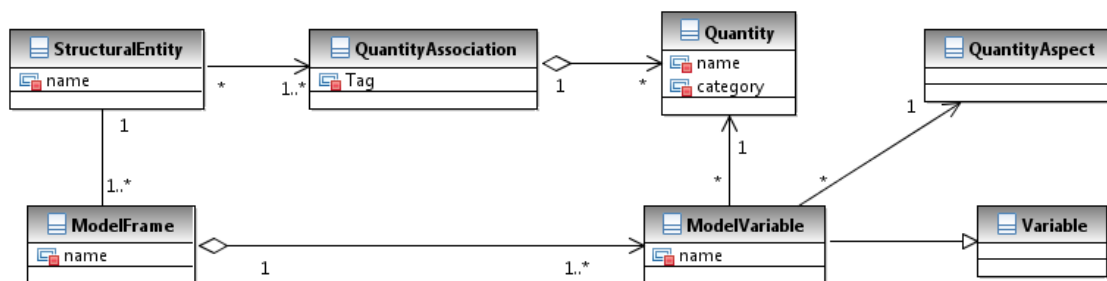 StructuralEntity
name
QuantityAssociation
Tag
Quantity
name
category
QuantityAspect
*
1..*
1
*
1
1..*
1
*
1
*
ModelFrame
name
ModelVariable
name
Variable
1
1..*